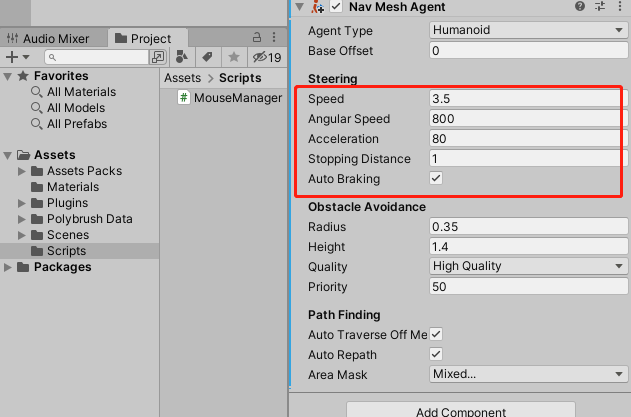 Audio Mixer
Project
19
Favorites
All Materials
All Models
All Prefabs
Assets
Assets Packs
Materials
Plugins
Polybrush Data
Scenes
Scripts
Packages
Assets > Scripts
# MouseManager
Nav Mesh Agent
Agent Type Humanoid
Base Offset 0
Steering
Speed 3.5
Angular Speed 800
Acceleration 80
Stopping Distance 1
Auto Braking
Obstacle Avoidance
Radius 0.35
Height 1.4
Quality High Quality
Priority 50
Path Finding
Auto Traverse Off Me
Auto Repath
Area Mask Mixed...
Add Component